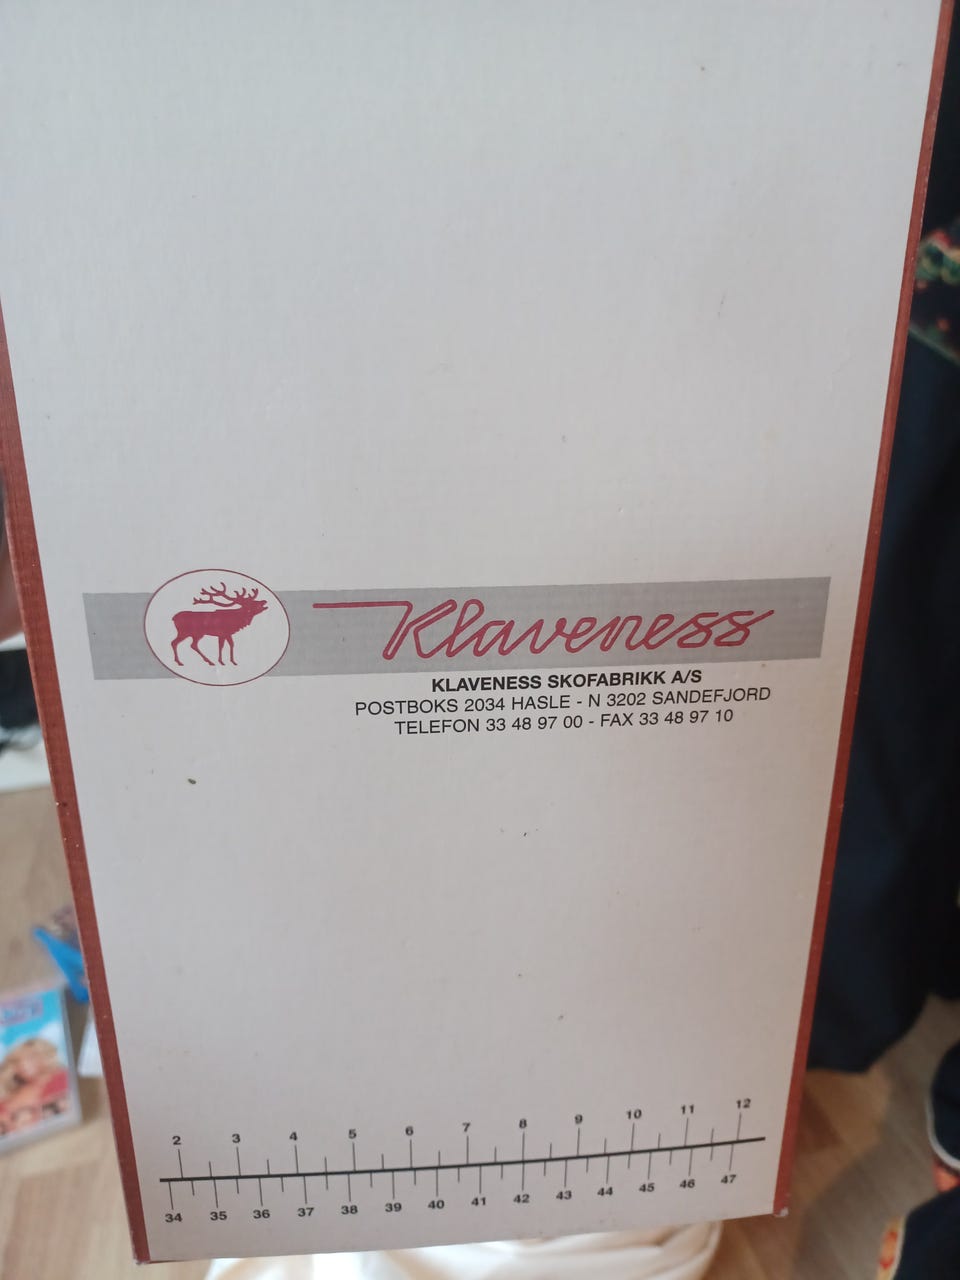 Klaveness
KLAVENESS SKOFABRIKK A/S
POSTBOKS 2034 HASLE - N 3202 SANDEFJORD
TELEFON 33 48 97 00 - FAX 33 48 97 10
2 3 4 5 6 7 8 9 10 11 12
34 35 36 37 38 39 40 41 42 43 44 45 46 47